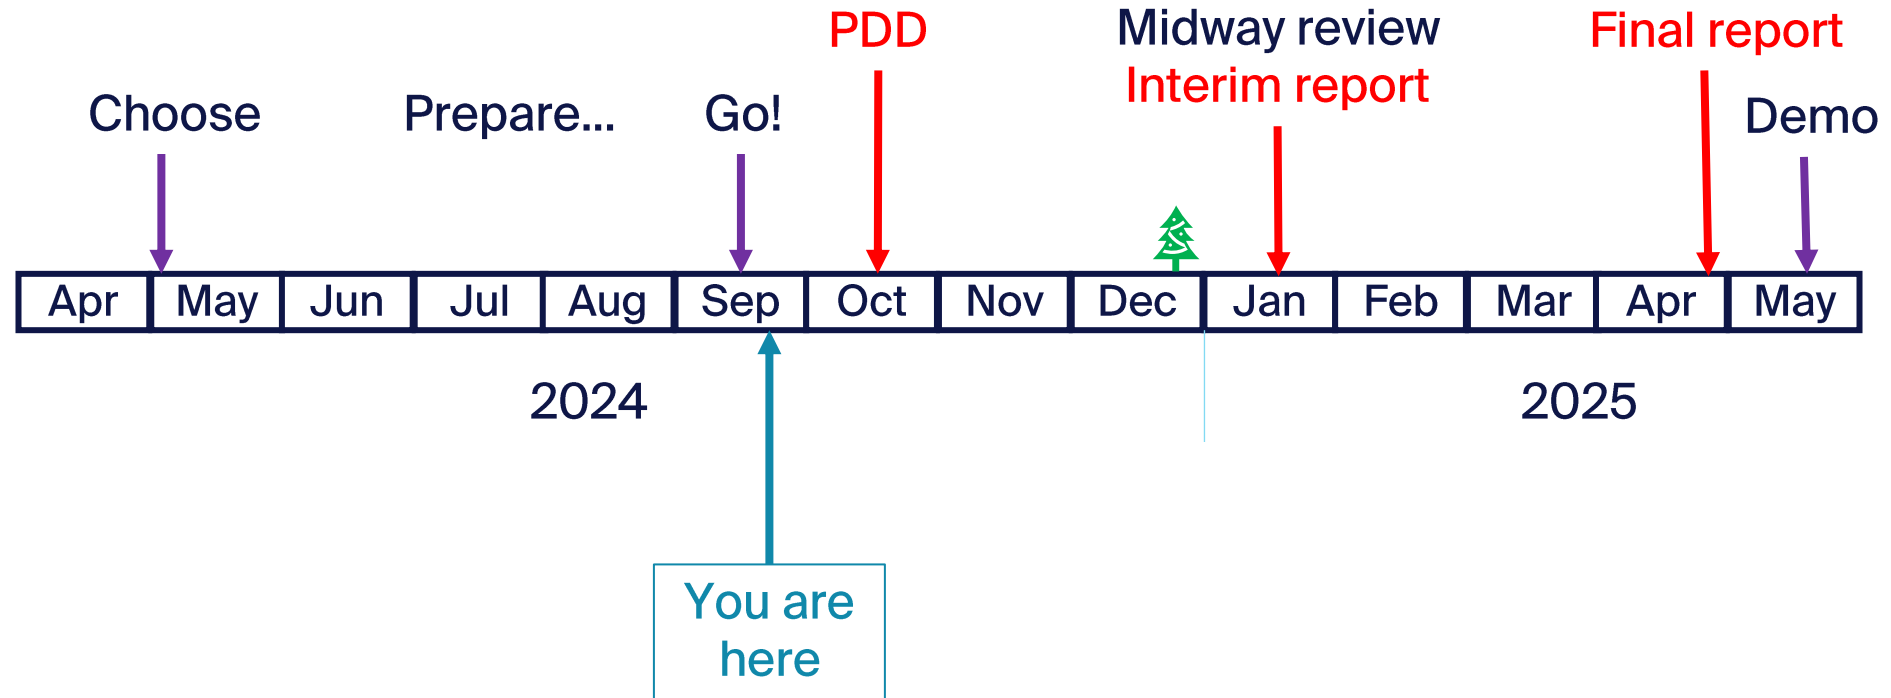 PDD
Midway review
Interim report
Final report
Choose
Prepare...
Go!
Demo
Apr May Jun Jul Aug Sep Oct Nov Dec Jan Feb Mar Apr May
2024
2025
You are
here